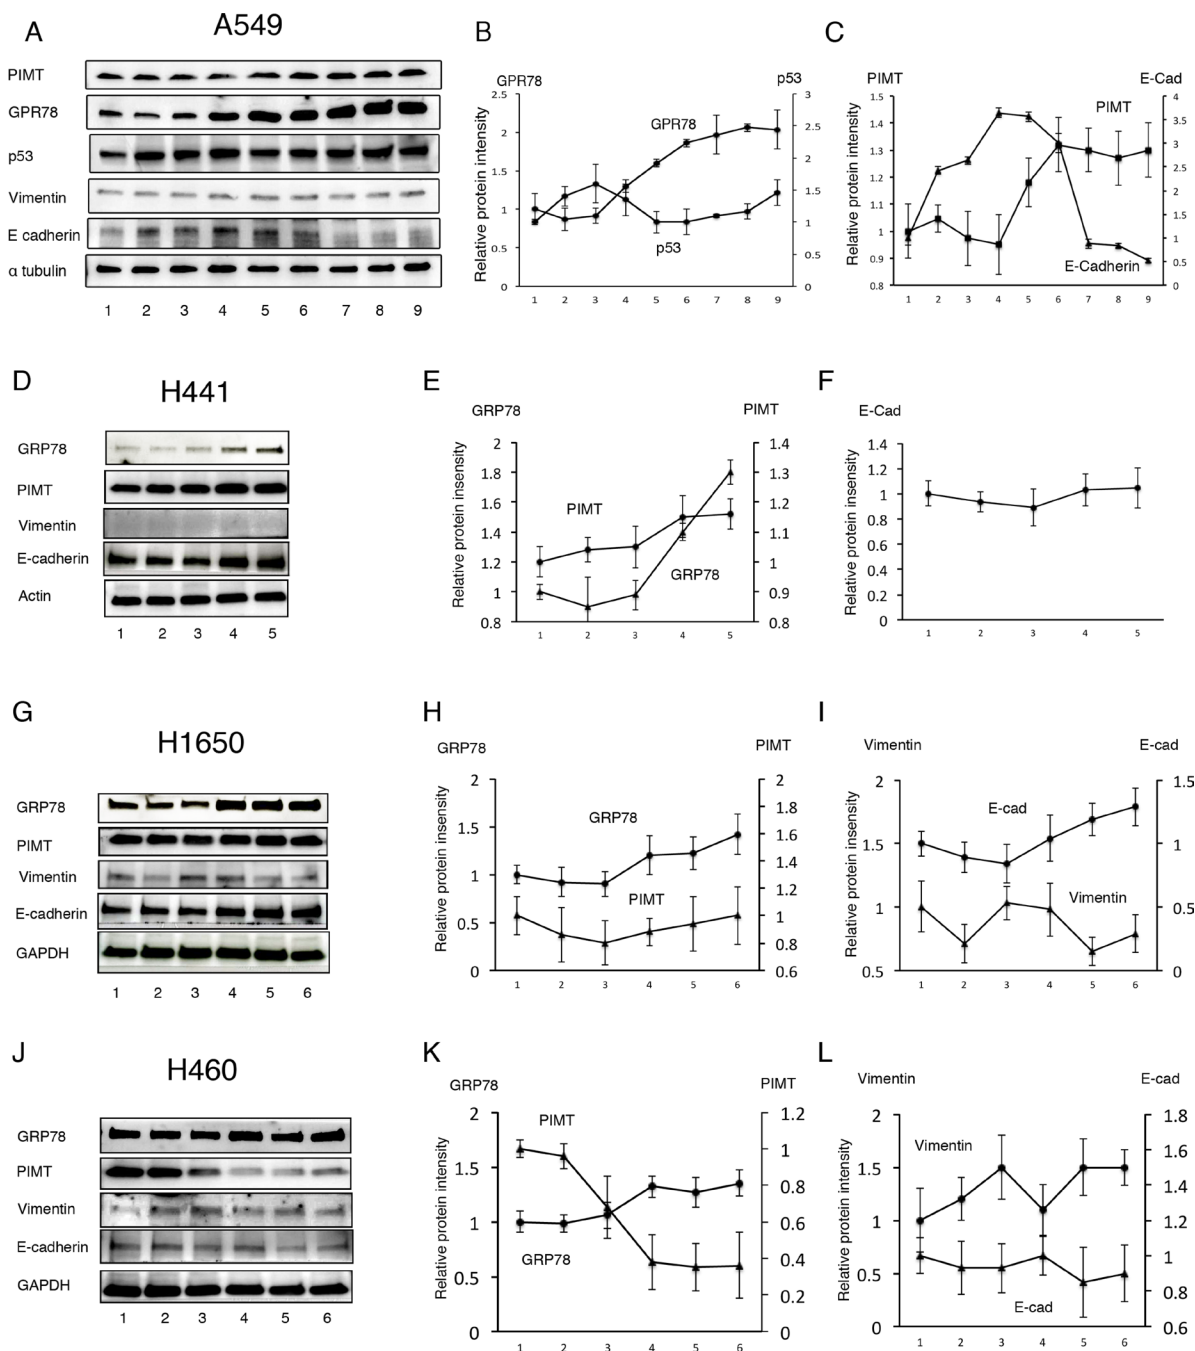 A
A549
PIMT
GPR78
p53
Vimentin
E cadherin
α tubulin
1 2 3 4 5 6 7 8 9
B
GPR78
p53
Relative protein intensity
2.5
2
1.5
1
0.5
0
3
2.5
2
1.5
1
0.5
0
GPR78
p53
1 2 3 4 5 6 7 8 9
C
PIMT
E-Cad
Relative protein intensity
1.5
1.4
1.3
1.2
1.1
1
0.9
0.8
4
3.5
3
2.5
2
1.5
1
0.5
0
PIMT
E-Cadherin
1 2 3 4 5 6 7 8 9
D
H441
GRP78
PIMT
Vimentin
E-cadherin
Actin
1 2 3 4 5
E
GRP78
PIMT
Relative protein insensity
2
1.8
1.6
1.4
1.2
1
0.8
1.4
1.3
1.2
1.1
1
0.9
0.8
PIMT
GRP78
1 2 3 4 5
F
E-Cad
Relative protein insensity
1.4
1.2
1
0.8
0.6
0.4
0.2
0
1 2 3 4 5
G
H1650
GRP78
PIMT
Vimentin
E-cadherin
GAPDH
1 2 3 4 5 6
H
GRP78
PIMT
Relative protein insensity
2
1.5
1
0.5
0
2
1.8
1.6
1.4
1.2
1
0.8
0.6
GRP78
PIMT
1 2 3 4 5 6
I
Vimentin
E-cad
Relative protein insensity
2
1.5
1
0.5
1.5
1
0.5
0
E-cad
Vimentin
1 2 3 4 5 6
J
H460
GRP78
PIMT
Vimentin
E-cadherin
GAPDH
1 2 3 4 5 6
K
GRP78
PIMT
Relative protein intensity
2
1.5
1
0.5
0
1.2
1
0.8
0.6
0.4
0.2
0
PIMT
GRP78
1 2 3 4 5 6
L
Vimentin
E-cad
Relative protein intensity
2
1.5
1
0.5
0
1.8
1.6
1.4
1.2
1
0.8
0.6
Vimentin
E-cad
1 2 3 4 5 6